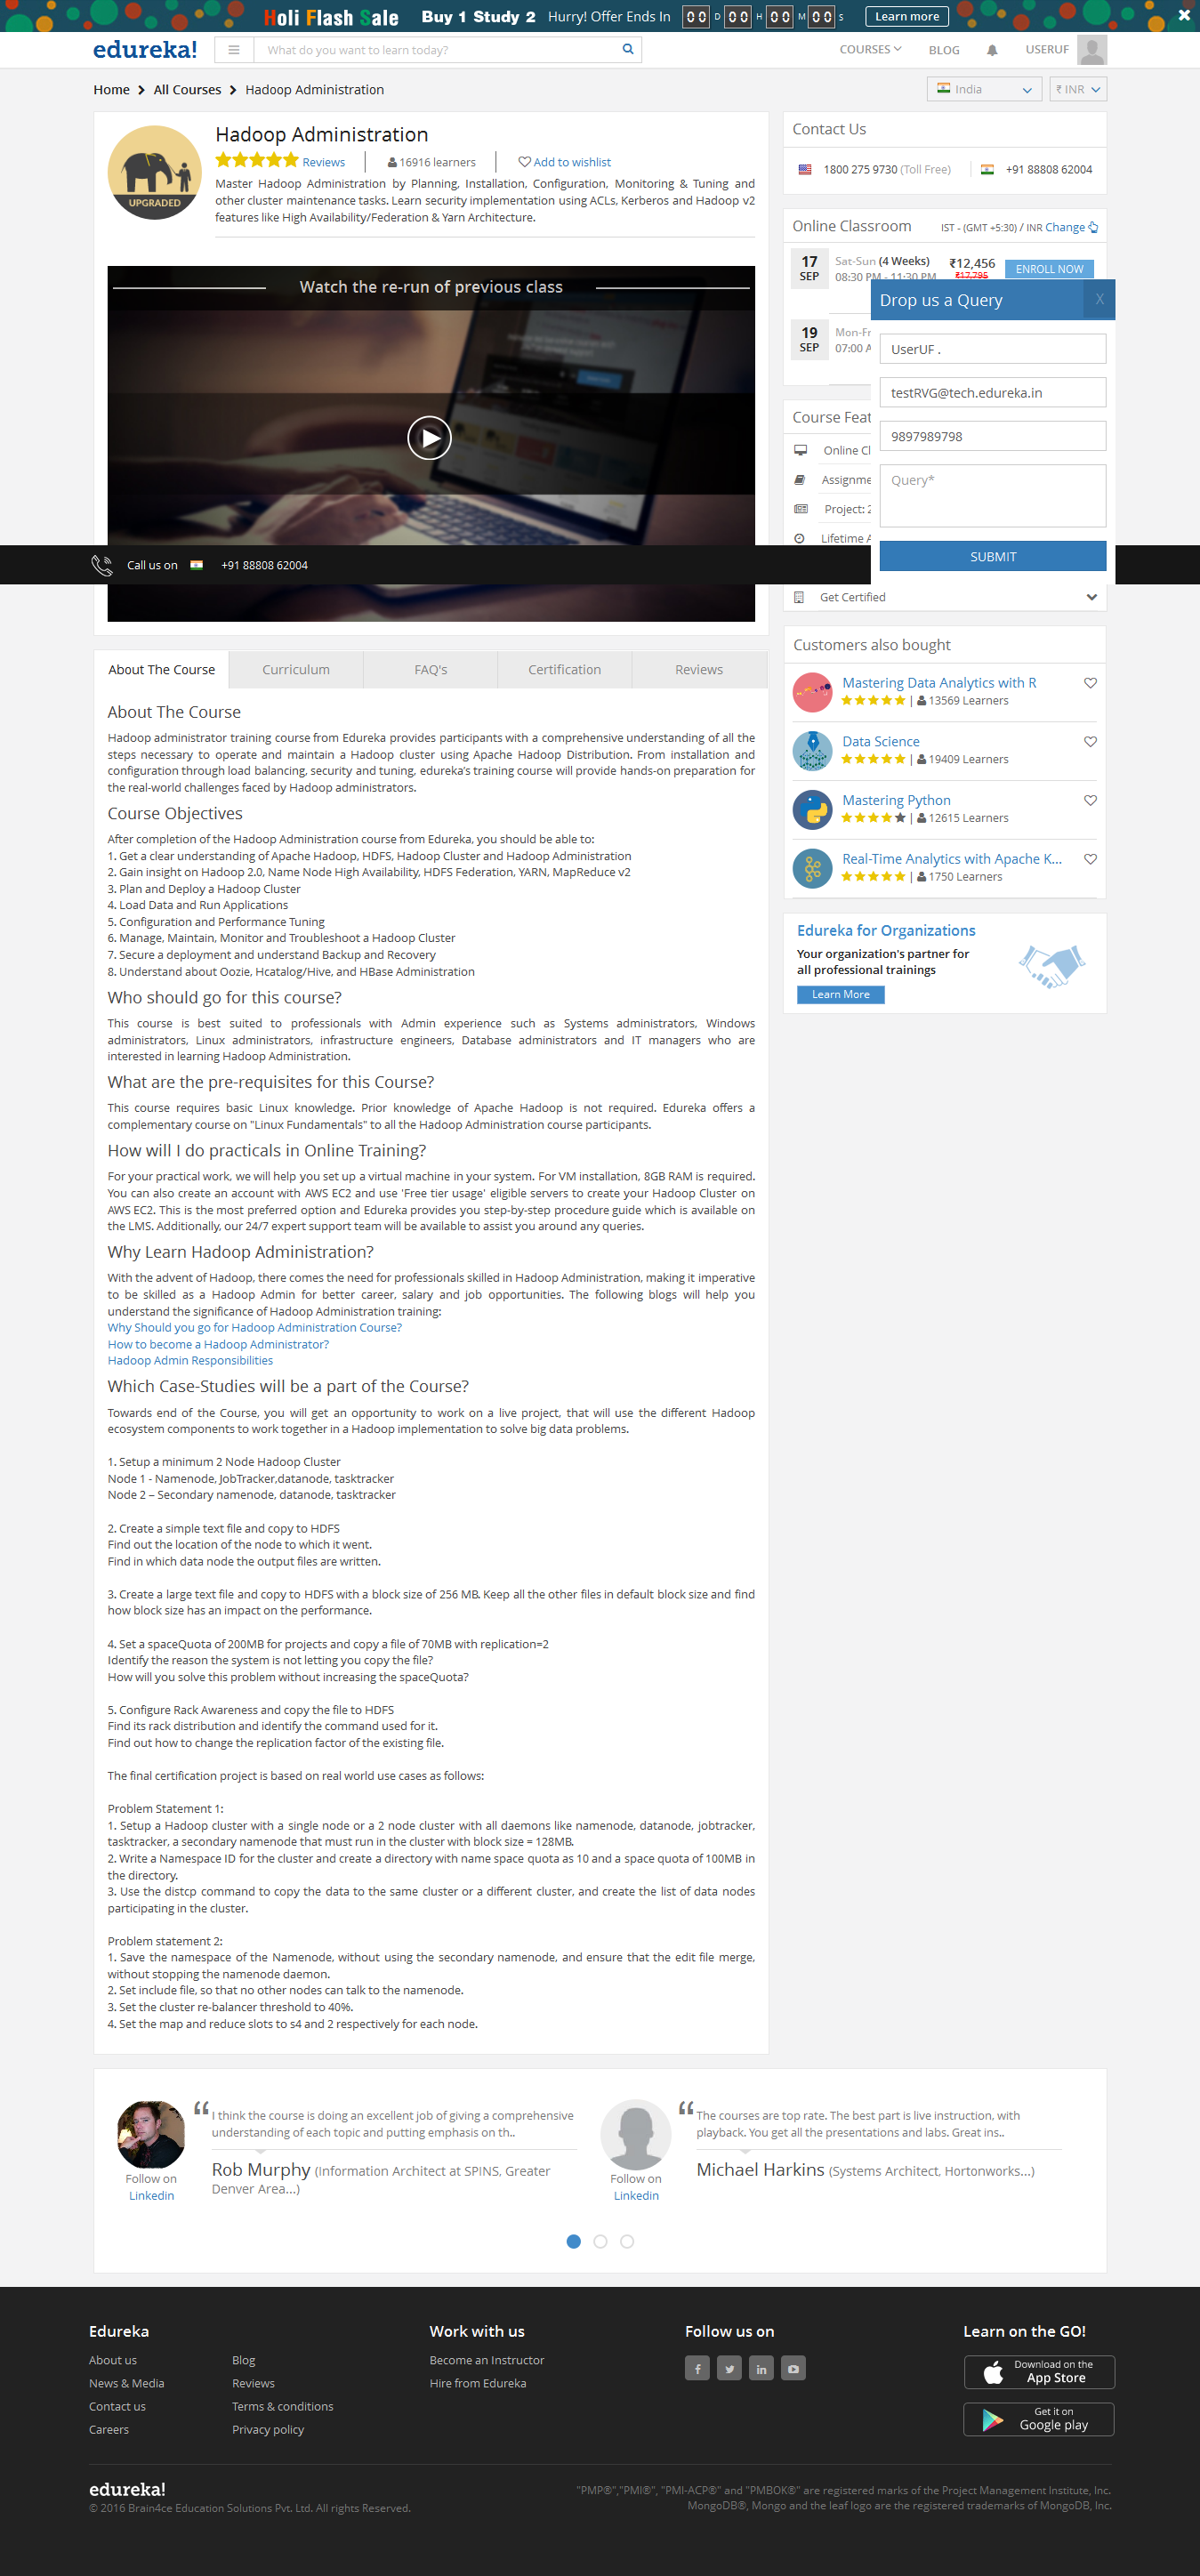 Holi Flash Sale Buy 1 Study 2 Hurry! Offer Ends In 00 D 00 H 00 M 00 S Learn more
edureka! What do you want to learn today? COURSES BLOG USERUF
Home All Courses Hadoop Administration India ₹ INR
Hadoop Administration
Reviews 16916 learners Add to wishlist
UPGRADED
Master Hadoop Administration by Planning, Installation, Configuration, Monitoring & Tuning and
other cluster maintenance tasks. Learn security implementation using ACLs, Kerberos and Hadoop v2
features like High Availability/Federation & Yarn Architecture.
Watch the re-run of previous class
Contact Us
1800 275 9730 (Toll Free) +91 88808 62004
Online Classroom IST - (GMT +5:30) / INR Change
17 SEP Sat-Sun (4 Weeks) ₹12,456 ENROLL NOW
08:30 PM - 11:30 PM ₹17,795
19 SEP Mon-Fr
07:00 A
Drop us a Query X
UserUF .
testRVG@tech.edureka.in
9897989798
Query*
SUBMIT
Course Feat
Online Cl
Assignme
Project: 2
Lifetime A
Call us on +91 88808 62004
Get Certified
Customers also bought
Mastering Data Analytics with R
| 13569 Learners
Data Science
| 19409 Learners
Mastering Python
| 12615 Learners
Real-Time Analytics with Apache K...
| 1750 Learners
Edureka for Organizations
Your organization's partner for
all professional trainings
Learn More
About The Course Curriculum FAQ's Certification Reviews
About The Course
Hadoop administrator training course from Edureka provides participants with a comprehensive understanding of all the
steps necessary to operate and maintain a Hadoop cluster using Apache Hadoop Distribution. From installation and
configuration through load balancing, security and tuning, edureka's training course will provide hands-on preparation for
the real-world challenges faced by Hadoop administrators.
Course Objectives
After completion of the Hadoop Administration course from Edureka, you should be able to:
1. Get a clear understanding of Apache Hadoop, HDFS, Hadoop Cluster and Hadoop Administration
2. Gain insight on Hadoop 2.0, Name Node High Availability, HDFS Federation, YARN, MapReduce v2
3. Plan and Deploy a Hadoop Cluster
4. Load Data and Run Applications
5. Configuration and Performance Tuning
6. Manage, Maintain, Monitor and Troubleshoot a Hadoop Cluster
7. Secure a deployment and understand Backup and Recovery
8. Understand about Oozie, Hcatalog/Hive, and HBase Administration
Who should go for this course?
This course is best suited to professionals with Admin experience such as Systems administrators, Windows
administrators, Linux administrators, infrastructure engineers, Database administrators and IT managers who are
interested in learning Hadoop Administration.
What are the pre-requisites for this Course?
This course requires basic Linux knowledge. Prior knowledge of Apache Hadoop is not required. Edureka offers a
complementary course on "Linux Fundamentals" to all the Hadoop Administration course participants.
How will I do practicals in Online Training?
For your practical work, we will help you set up a virtual machine in your system. For VM installation, 8GB RAM is required.
You can also create an account with AWS EC2 and use 'Free tier usage' eligible servers to create your Hadoop Cluster on
AWS EC2. This is the most preferred option and Edureka provides you step-by-step procedure guide which is available on
the LMS. Additionally, our 24/7 expert support team will be available to assist you around any queries.
Why Learn Hadoop Administration?
With the advent of Hadoop, there comes the need for professionals skilled in Hadoop Administration, making it imperative
to be skilled as a Hadoop Admin for better career, salary and job opportunities. The following blogs will help you
understand the significance of Hadoop Administration training:
Why Should you go for Hadoop Administration Course?
How to become a Hadoop Administrator?
Hadoop Admin Responsibilities
Which Case-Studies will be a part of the Course?
Towards end of the Course, you will get an opportunity to work on a live project, that will use the different Hadoop
ecosystem components to work together in a Hadoop implementation to solve big data problems.
1. Setup a minimum 2 Node Hadoop Cluster
Node 1 - Namenode, JobTracker,datanode, tasktracker
Node 2 – Secondary namenode, datanode, tasktracker
2. Create a simple text file and copy to HDFS
Find out the location of the node to which it went.
Find in which data node the output files are written.
3. Create a large text file and copy to HDFS with a block size of 256 MB. Keep all the other files in default block size and find
how block size has an impact on the performance.
4. Set a spaceQuota of 200MB for projects and copy a file of 70MB with replication=2
Identify the reason the system is not letting you copy the file?
How will you solve this problem without increasing the spaceQuota?
5. Configure Rack Awareness and copy the file to HDFS
Find its rack distribution and identify the command used for it.
Find out how to change the replication factor of the existing file.
The final certification project is based on real world use cases as follows:
Problem Statement 1:
1. Setup a Hadoop cluster with a single node or a 2 node cluster with all daemons like namenode, datanode, jobtracker,
tasktracker, a secondary namenode that must run in the cluster with block size = 128MB.
2. Write a Namespace ID for the cluster and create a directory with name space quota as 10 and a space quota of 100MB in
the directory.
3. Use the distcp command to copy the data to the same cluster or a different cluster, and create the list of data nodes
participating in the cluster.
Problem statement 2:
1. Save the namespace of the Namenode, without using the secondary namenode, and ensure that the edit file merge,
without stopping the namenode daemon.
2. Set include file, so that no other nodes can talk to the namenode.
3. Set the cluster re-balancer threshold to 40%.
4. Set the map and reduce slots to s4 and 2 respectively for each node.
“ I think the course is doing an excellent job of giving a comprehensive
understanding of each topic and putting emphasis on th..
Rob Murphy (Information Architect at SPINS, Greater
Denver Area...)
Follow on
Linkedin
“ The courses are top rate. The best part is live instruction, with
playback. You get all the presentations and labs. Great ins..
Michael Harkins (Systems Architect, Hortonworks...)
Follow on
Linkedin
Edureka Work with us Follow us on Learn on the GO!
About us Blog Become an Instructor
News & Media Reviews Hire from Edureka
Contact us Terms & conditions
Careers Privacy policy
Download on the
App Store
Get it on
Google play
edureka!
© 2016 Brain4ce Education Solutions Pvt. Ltd. All rights Reserved.
"PMP®","PMI®", "PMI-ACP®" and "PMBOK®" are registered marks of the Project Management Institute, Inc.
MongoDB®, Mongo and the leaf logo are the registered trademarks of MongoDB, Inc.